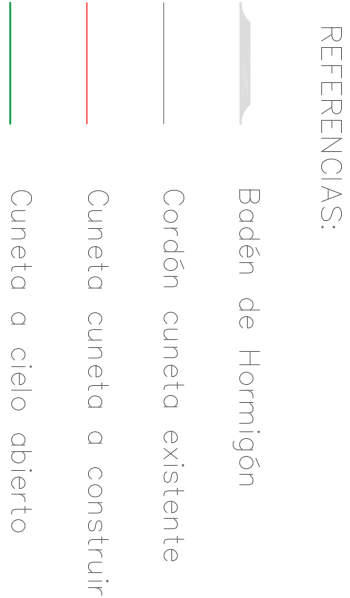 REFERENCIAS:
Badén de Hormigón
Cordón cuneta existente
Cuneta cuneta a construir
Cuneta a cielo abierto